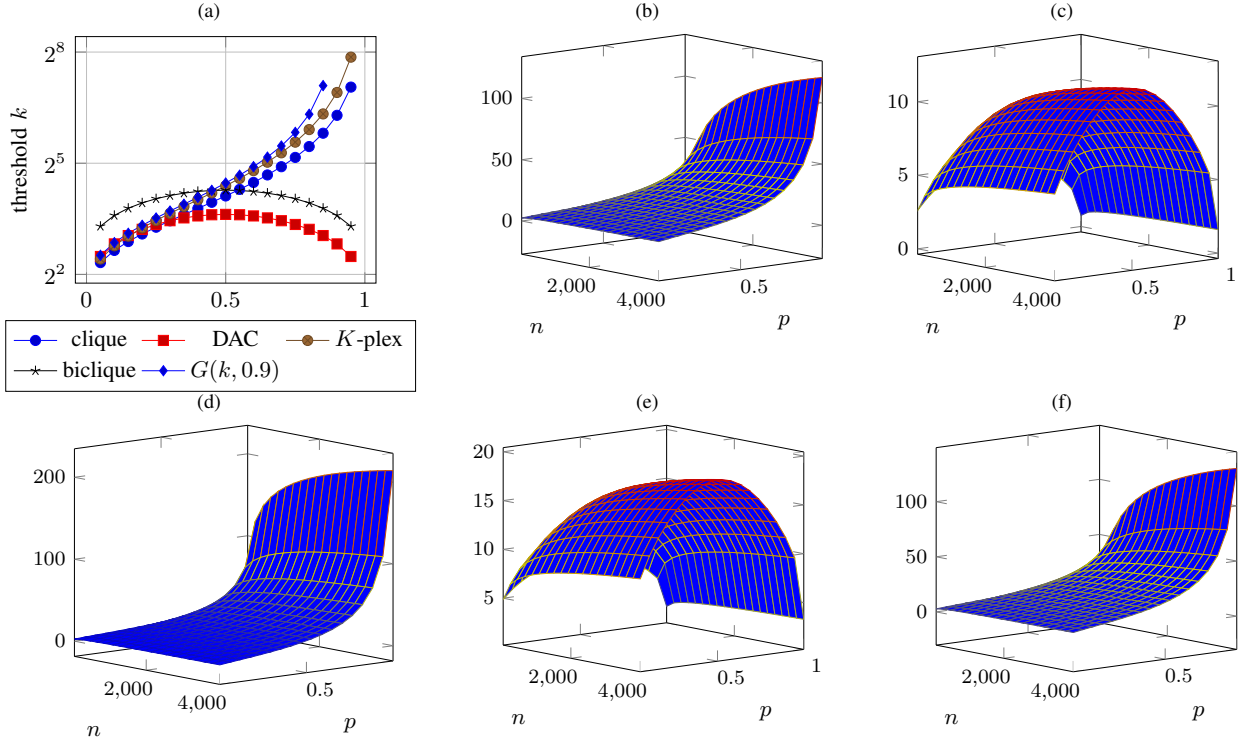 (a)
threshold k
2^8
2^5
2^2
0
0.5
1
clique
DAC
K-plex
biclique
G(k, 0.9)
(b)
100
50
0
2,000
4,000
0.5
n
p
(c)
10
5
0
2,000
4,000
0.5
1
n
p
(d)
200
100
0
2,000
4,000
0.5
n
p
(e)
20
15
10
5
2,000
4,000
0.5
1
n
p
(f)
100
50
0
2,000
4,000
0.5
n
p